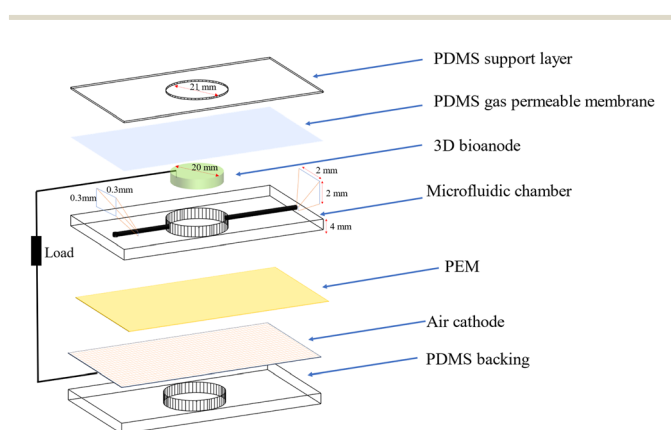 PDMS support layer
21 mm
PDMS gas permeable membrane
3D bioanode
20 mm
2 mm
Microfluidic chamber
0.3mm
2 mm
0.3mm
4 mm
Load
PEM
Air cathode
PDMS backing